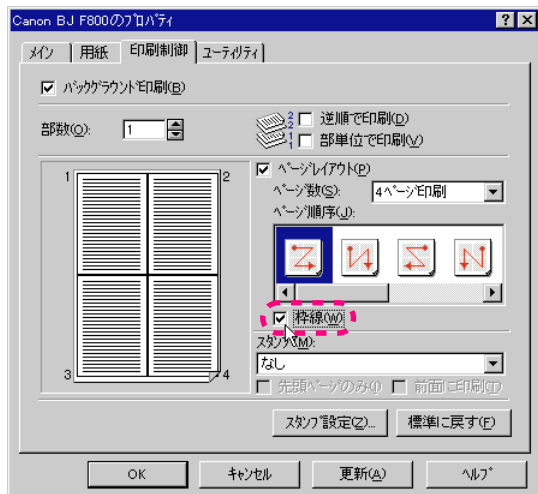 Canon BJ F800のﾌﾟﾛﾊﾟﾃｨ
ﾒｲﾝ 用紙 印刷制御 ﾕｰﾃｨﾘﾃｨ
ﾊﾞｯｸｸﾞﾗｳﾝﾄﾞ印刷(B)
部数(O): 1
2 2 1 1
逆順で印刷(D)
部単位で印刷(V)
1 2 3 4
ﾍﾟｰｼﾞﾚｲｱｳﾄ(P)
ﾍﾟｰｼﾞ数(S): 4ﾍﾟｰｼﾞ印刷
ﾍﾟｰｼﾞ順序(J):
枠線(W)
ｽﾀﾝﾌﾟ(M):
なし
先頭ﾍﾟｰｼﾞのみ(I) 前面に印刷(T)
ｽﾀﾝﾌﾟ設定(Z)... 標準に戻す(F)
OK ｷｬﾝｾﾙ 更新(A) ﾍﾙﾌﾟ